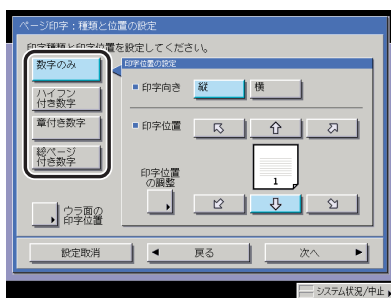 ページ印字：種類と位置の設定
印字種類と印字位置を設定してください。
数字のみ
ハイフン
付き数字
章付き数字
総ページ
付き数字
印字位置の設定
印字向き
縦
横
印字位置
印字位置
の調整
1
ウラ面の
印字位置
設定取消
戻る
次へ
システム状況/中止